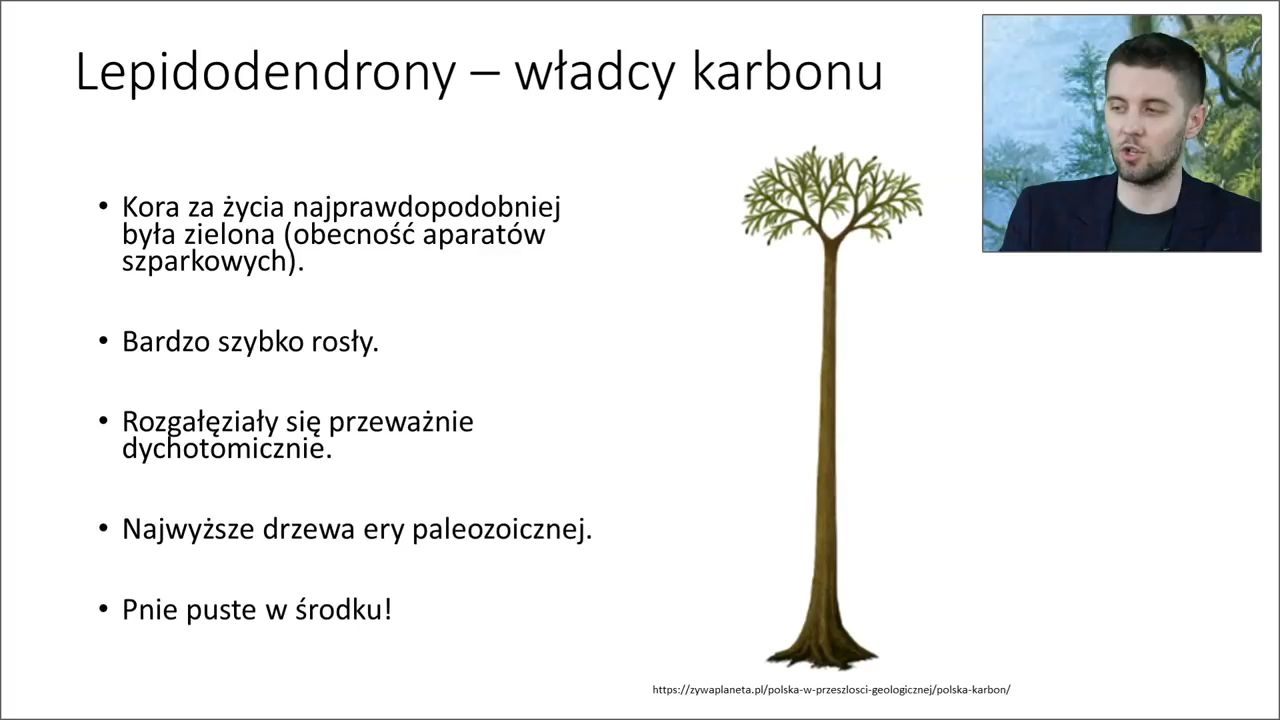 Lepidodendrony – władcy karbonu
• Kora za życia najprawdopodobniej
była zielona (obecność aparatów
szparkowych).
• Bardzo szybko rosły.
• Rozgałęziały się przeważnie
dychotomicznie.
• Najwyższe drzewa ery paleozoicznej.
• Pnie puste w środku!
https://zywaplaneta.pl/polska-w-przeszlosci-geologicznej/polska-karbon/